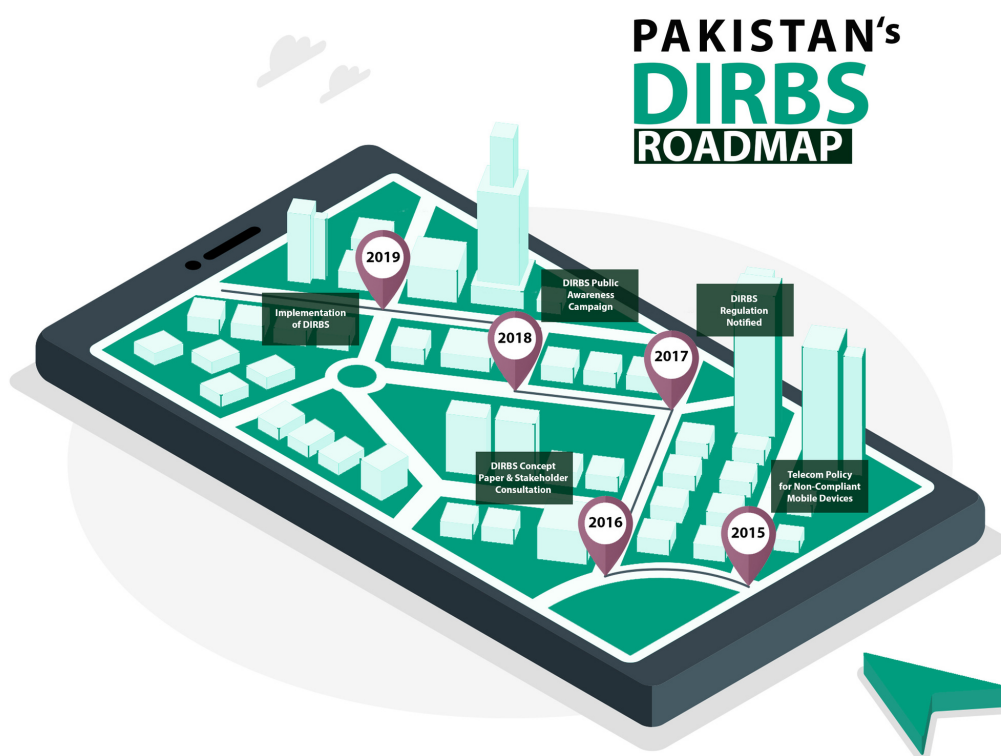 PAKISTAN‘s
DIRBS
ROADMAP
2019
Implementation
of DIRBS
2018
DIRBS Public
Awareness
Campaign
2017
DIRBS
Regulation
Notified
2016
DIRBS Concept
Paper & Stakeholder
Consultation
2015
Telecom Policy
for Non-Compliant
Mobile Devices